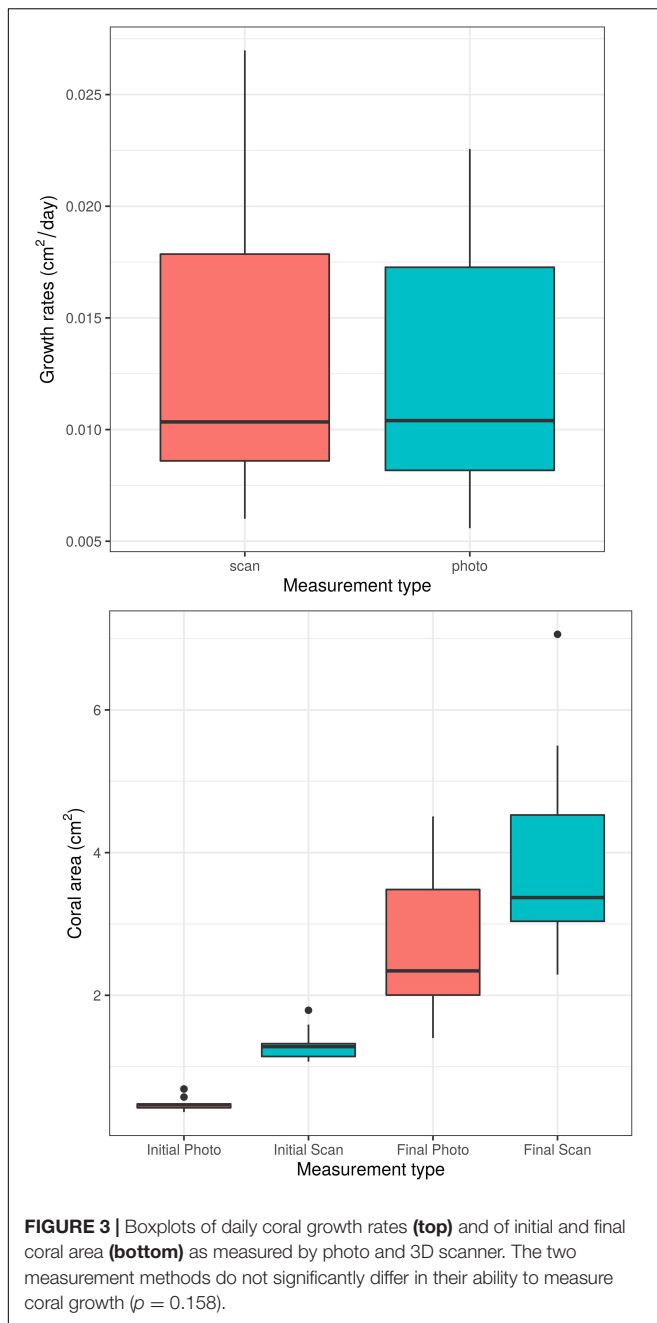 0.025
0.020
0.015
0.010
0.005
Growth rates (cm²/day)
scan photo
Measurement type
6
4
2
Coral area (cm²)
Initial Photo Initial Scan Final Photo Final Scan
Measurement type
FIGURE 3 | Boxplots of daily coral growth rates (top) and of initial and final
coral area (bottom) as measured by photo and 3D scanner. The two
measurement methods do not significantly differ in their ability to measure
coral growth (p = 0.158).